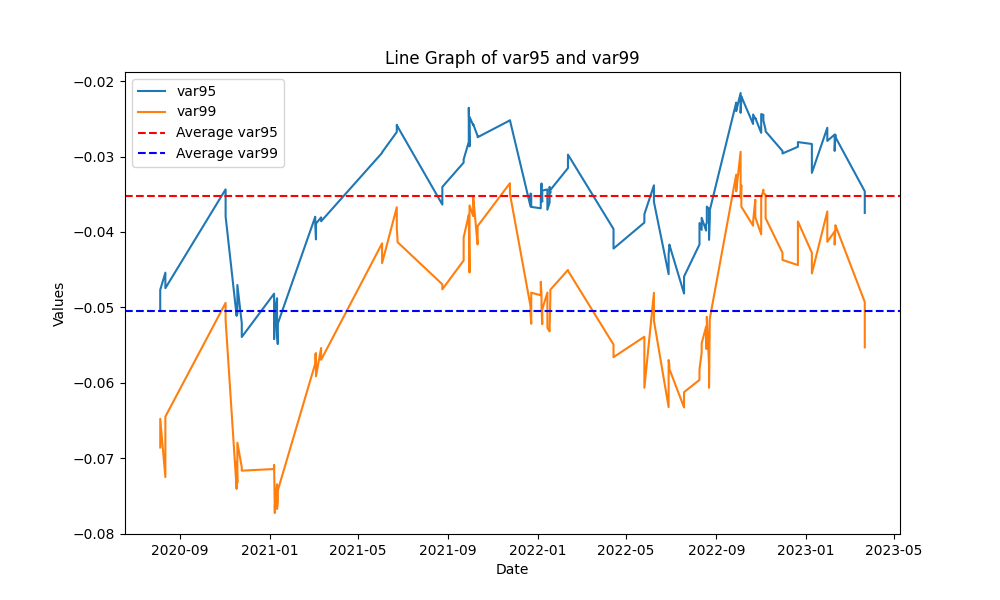 Line Graph of var95 and var99
var95
var99
Average var95
Average var99
Values
−0.02
−0.03
−0.04
−0.05
−0.06
−0.07
−0.08
2020-09
2021-01
2021-05
2021-09
2022-01
2022-05
2022-09
2023-01
2023-05
Date